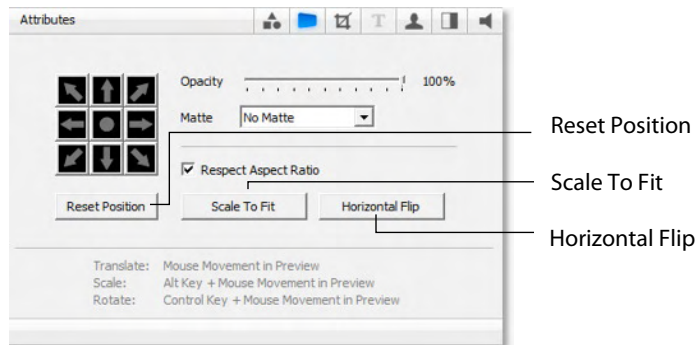 Attributes
T
Opacity 100%
Matte No Matte
Respect Aspect Ratio
Reset Position Scale To Fit Horizontal Flip
Translate: Mouse Movement in Preview
Scale: Alt Key + Mouse Movement in Preview
Rotate: Control Key + Mouse Movement in Preview
Reset Position
Scale To Fit
Horizontal Flip